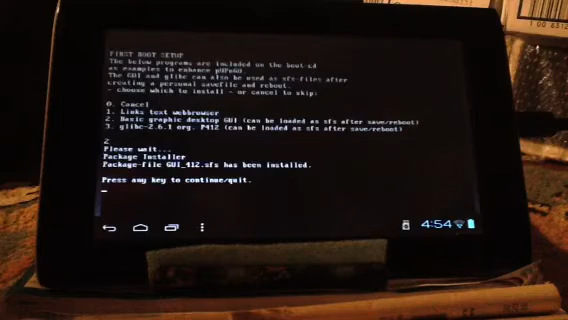 FIRST BOOT SETUP
The below programs are included on the boot-cd
as examples to enhance pUPnGO.
The GUI and glibc can also be used as sfs-files after
creating a personal savefile and reboot.
- choose which to install - or cancel to skip:
0. Cancel
1. Links text webbrowser
2. Basic graphic desktop GUI (can be loaded as sfs after save/reboot)
3. glibc-2.6.1 org. P412 (can be loaded as sfs after save/reboot)
2
Please wait...
Package Installer
Package-file GUI_412.sfs has been installed.
Press any key to continue/quit.
4:54